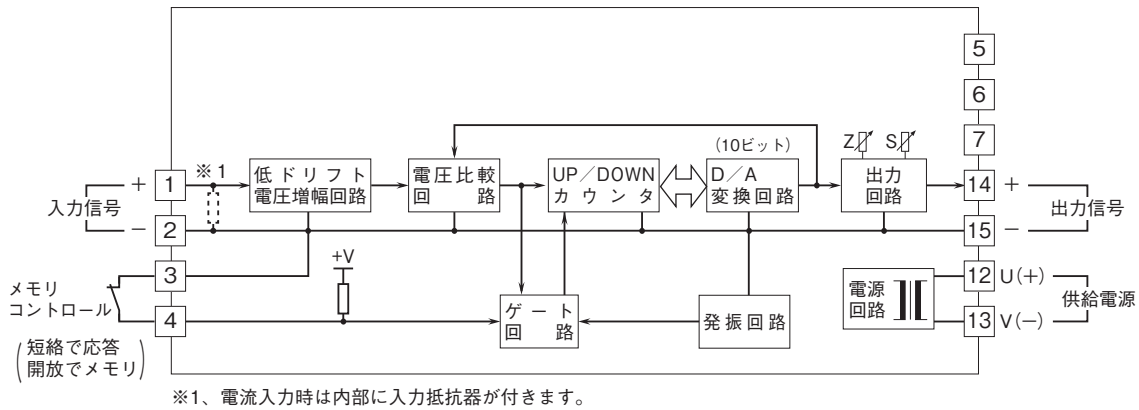 5
6
7
(10ビット)
Z
S
※1
低ドリフト
電圧増幅回路
電圧比較
回 路
UP/DOWN
カウンタ
D/A
変換回路
出力
回路
+
1
入力信号
−
2
14
+
出力信号
15
−
3
メモリ
コントロール
4
(短絡で応答
開放でメモリ)
+V
ゲート
回 路
発振回路
電源
回路
12
U(+)
供給電源
13
V(−)
※1、電流入力時は内部に入力抵抗器が付きます。